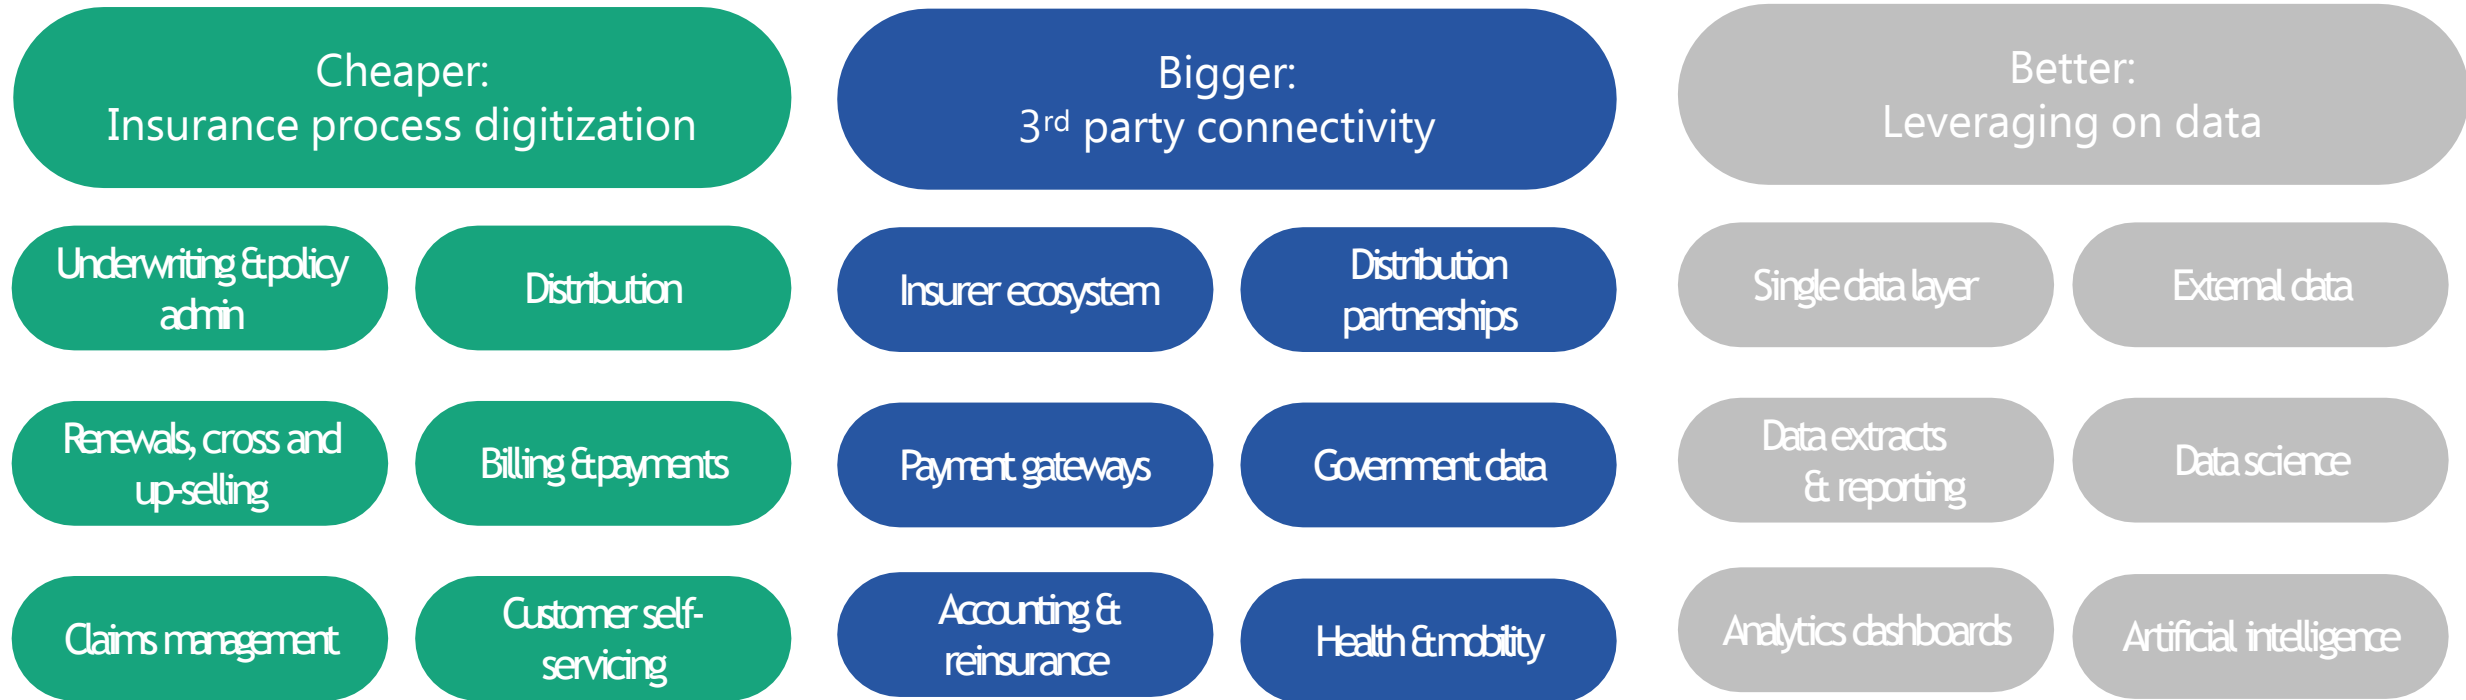 Cheaper:
Insurance process digitization
Underwriting & policy
admin
Distribution
Renewals, cross and
up-selling
Billing & payments
Claims management
Customer self-
servicing
Bigger:
3rd party connectivity
Insurer ecosystem
Distribution
partnerships
Payment gateways
Government data
Accounting &
reinsurance
Health & mobility
Better:
Leveraging on data
Single data layer
External data
Data extracts
& reporting
Data science
Analytics dashboards
Artificial intelligence